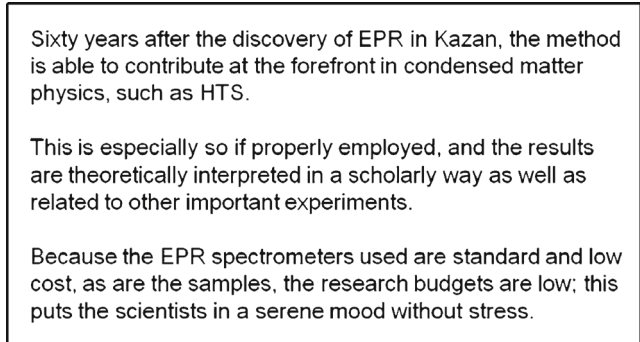 Sixty years after the discovery of EPR in Kazan, the method
is able to contribute at the forefront in condensed matter
physics, such as HTS.
This is especially so if properly employed, and the results
are theoretically interpreted in a scholarly way as well as
related to other important experiments.
Because the EPR spectrometers used are standard and low
cost, as are the samples, the research budgets are low; this
puts the scientists in a serene mood without stress.